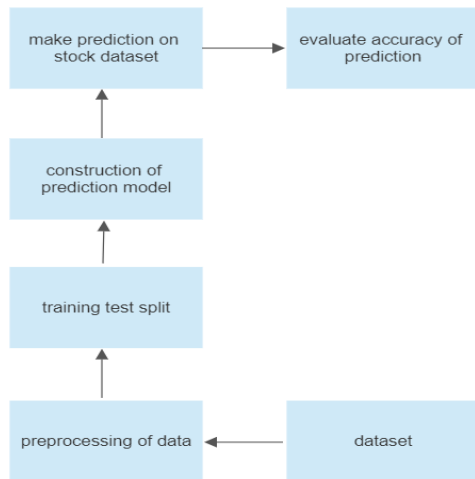 make prediction on
stock dataset
evaluate accuracy of
prediction
construction of
prediction model
training test split
preprocessing of data
dataset